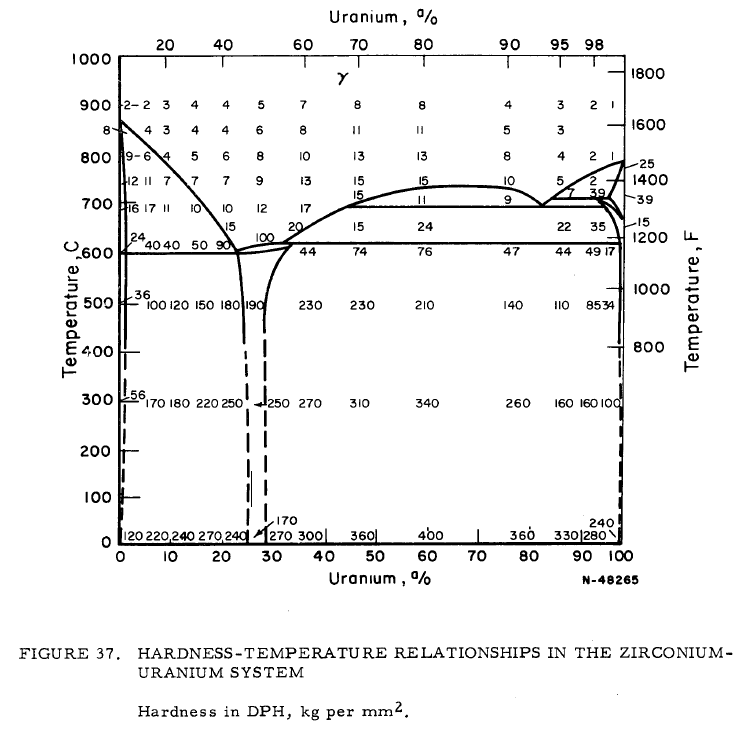 Uranium, a/o
20 40 60 70 80 90 95 98
1000 γ 1800
900 2-2 3 4 4 5 7 8 8 4 3 2 1
8 4 3 4 4 6 8 11 11 5 3 1600
800 9-6 4 5 6 8 10 13 13 8 4 2 1 25
12 11 7 7 7 9 13 15 15 10 5 2 1400
700 15 11 9 7 39 39
16 17 11 10 10 12 17 15
15 20 15 24 22 35 1200
600 24 40 40 50 90 100 44 74 76 47 44 49 17
500 36 100 120 150 180 190 230 230 210 140 110 85 34 1000
400 800
300 56 170 180 220 250 250 270 310 340 260 160 160 100
200
100
170 240
0 120 220 240 270 240 270 300 360 400 360 330 280
0 10 20 30 40 50 60 70 80 90 100
Uranium, a/o
N-48265
Temperature, C
Temperature, F
FIGURE 37. HARDNESS-TEMPERATURE RELATIONSHIPS IN THE ZIRCONIUM-
URANIUM SYSTEM
Hardness in DPH, kg per mm2.